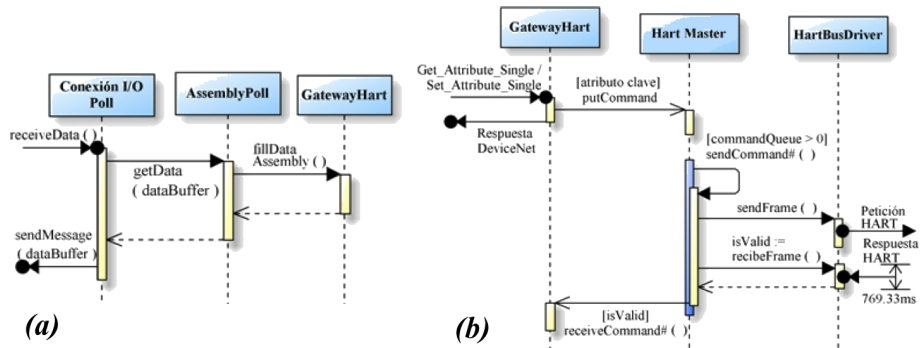 Conexión I/O
Poll
AssemblyPoll
GatewayHart
receiveData ( )
getData
( dataBuffer )
fillData
Assembly ( )
sendMessage
( dataBuffer )
(a)
GatewayHart
Hart Master
HartBusDriver
Get_Attribute_Single /
Set_Attribute_Single
[atributo clave]
putCommand
Respuesta
DeviceNet
[commandQueue > 0]
sendCommand# ( )
sendFrame ( )
Petición
HART
isValid :=
recibeFrame ( )
Respuesta
HART
769.33ms
[isValid]
receiveCommand# ( )
(b)